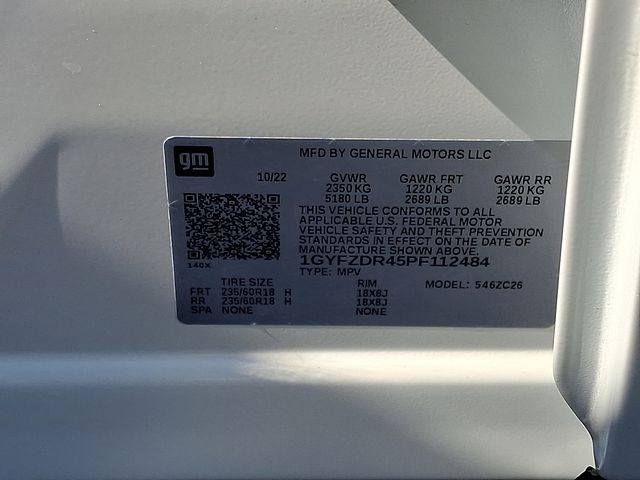 gm
MFD BY GENERAL MOTORS LLC
10/22 GVWR GAWR FRT GAWR RR
2350 KG 1220 KG 1220 KG
5180 LB 2689 LB 2689 LB
THIS VEHICLE CONFORMS TO ALL
APPLICABLE U.S. FEDERAL MOTOR
VEHICLE SAFETY AND THEFT PREVENTION
STANDARDS IN EFFECT ON THE DATE OF
MANUFACTURE SHOWN ABOVE.
1GYFZDR45PF112484
140X
TYPE: MPV
TIRE SIZE RIM MODEL: 546ZC26
FRT 235/60R18 H 18X8J
RR 235/60R18 H 18X8J
SPA NONE NONE